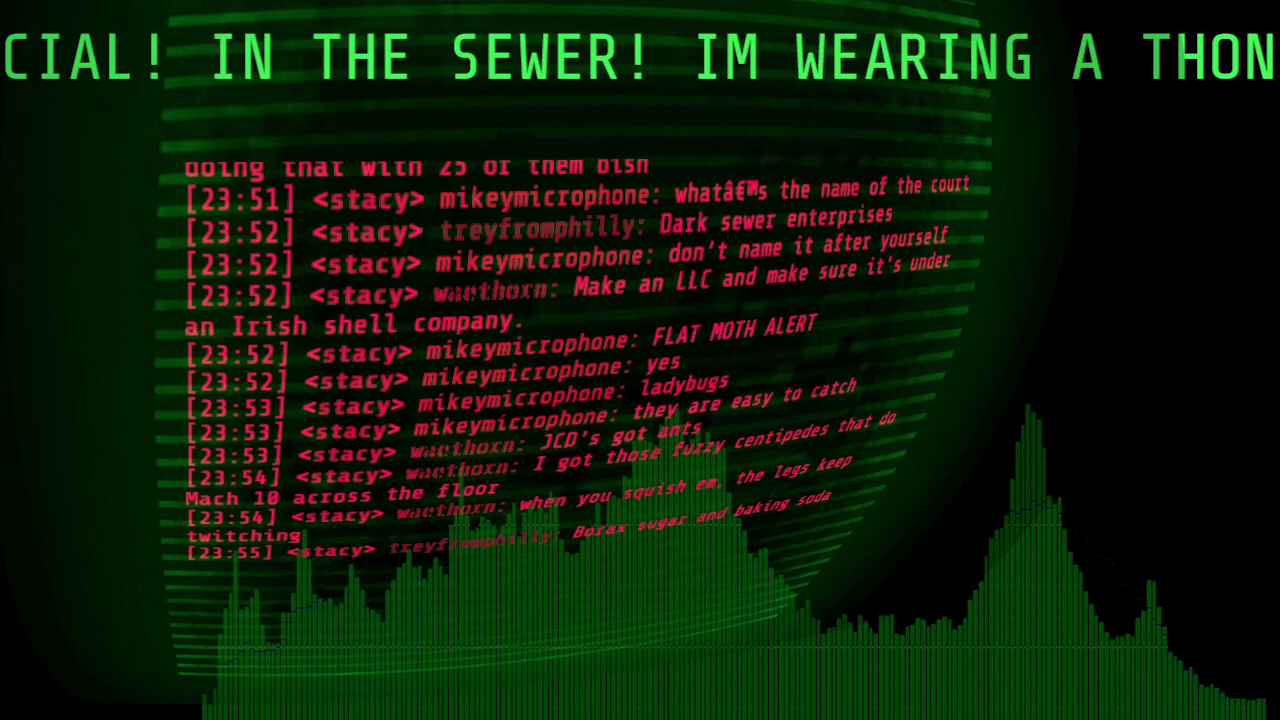 CIAL! IN THE SEWER! IM WEARING A THON
doing that with 25 of them bish
[23:51] <stacy> mikeymicrophone: whatâ€™s the name of the court
[23:52] <stacy> treyfromphilly: Dark sewer enterprises
[23:52] <stacy> mikeymicrophone: don't name it after yourself
[23:52] <stacy> waethorn: Make an LLC and make sure it's under
an Irish shell company.
[23:52] <stacy> mikeymicrophone: FLAT MOTH ALERT
[23:52] <stacy> mikeymicrophone: yes
[23:53] <stacy> mikeymicrophone: ladybugs
[23:53] <stacy> mikeymicrophone: they are easy to catch
[23:53] <stacy> waethorn: JCD's got ants
[23:54] <stacy> waethorn: I got those fuzzy centipedes that do
Mach 10 across the floor
[23:54] <stacy> waethorn: when you squish em, the legs keep
twitching
[23:55] <stacy> treyfromphilly: Borax sugar and baking soda